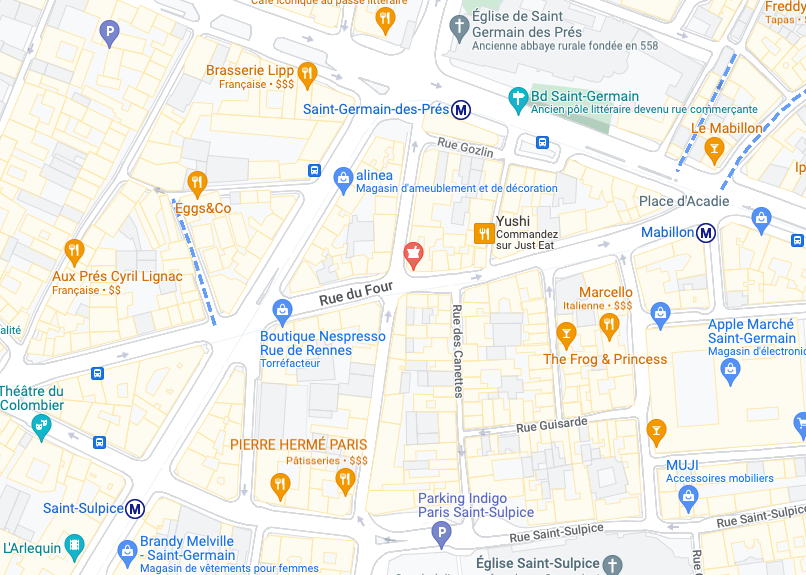 Café iconique au passé littéraire
Freddy
Tapas • $
Église de Saint
Germain des Prés
Ancienne abbaye rurale fondée en 558
P
Brasserie Lipp
Française • $$$
Saint-Germain-des-Prés M
Bd Saint-Germain
Ancien pôle littéraire devenu rue commerçante
Le Mabillon
Rue Gozlin
Ip
alinea
Magasin d'ameublement et de décoration
Eggs&Co
Place d'Acadie
Yushi
Commandez
sur Just Eat
Mabillon M
Aux Prés Cyril Lignac
Française • $$
Rue du Four
Marcello
Italienne • $$$
Rue des Canettes
alité
Boutique Nespresso
Rue de Rennes
Torréfacteur
Apple Marché
Saint-Germain
Magasin d'électroni
The Frog & Princess
Théâtre du
Colombier
Rue Guisarde
PIERRE HERMÉ PARIS
Pâtisseries • $$$
MUJI
Accessoires mobiliers
Saint-Sulpice M
Parking Indigo
Paris Saint-Sulpice
P
Rue Saint-Sulpice
Rue Saint-Sulpice
L'Arlequin
Brandy Melville
- Saint-Germain
Magasin de vêtements pour femmes
Église Saint-Sulpice